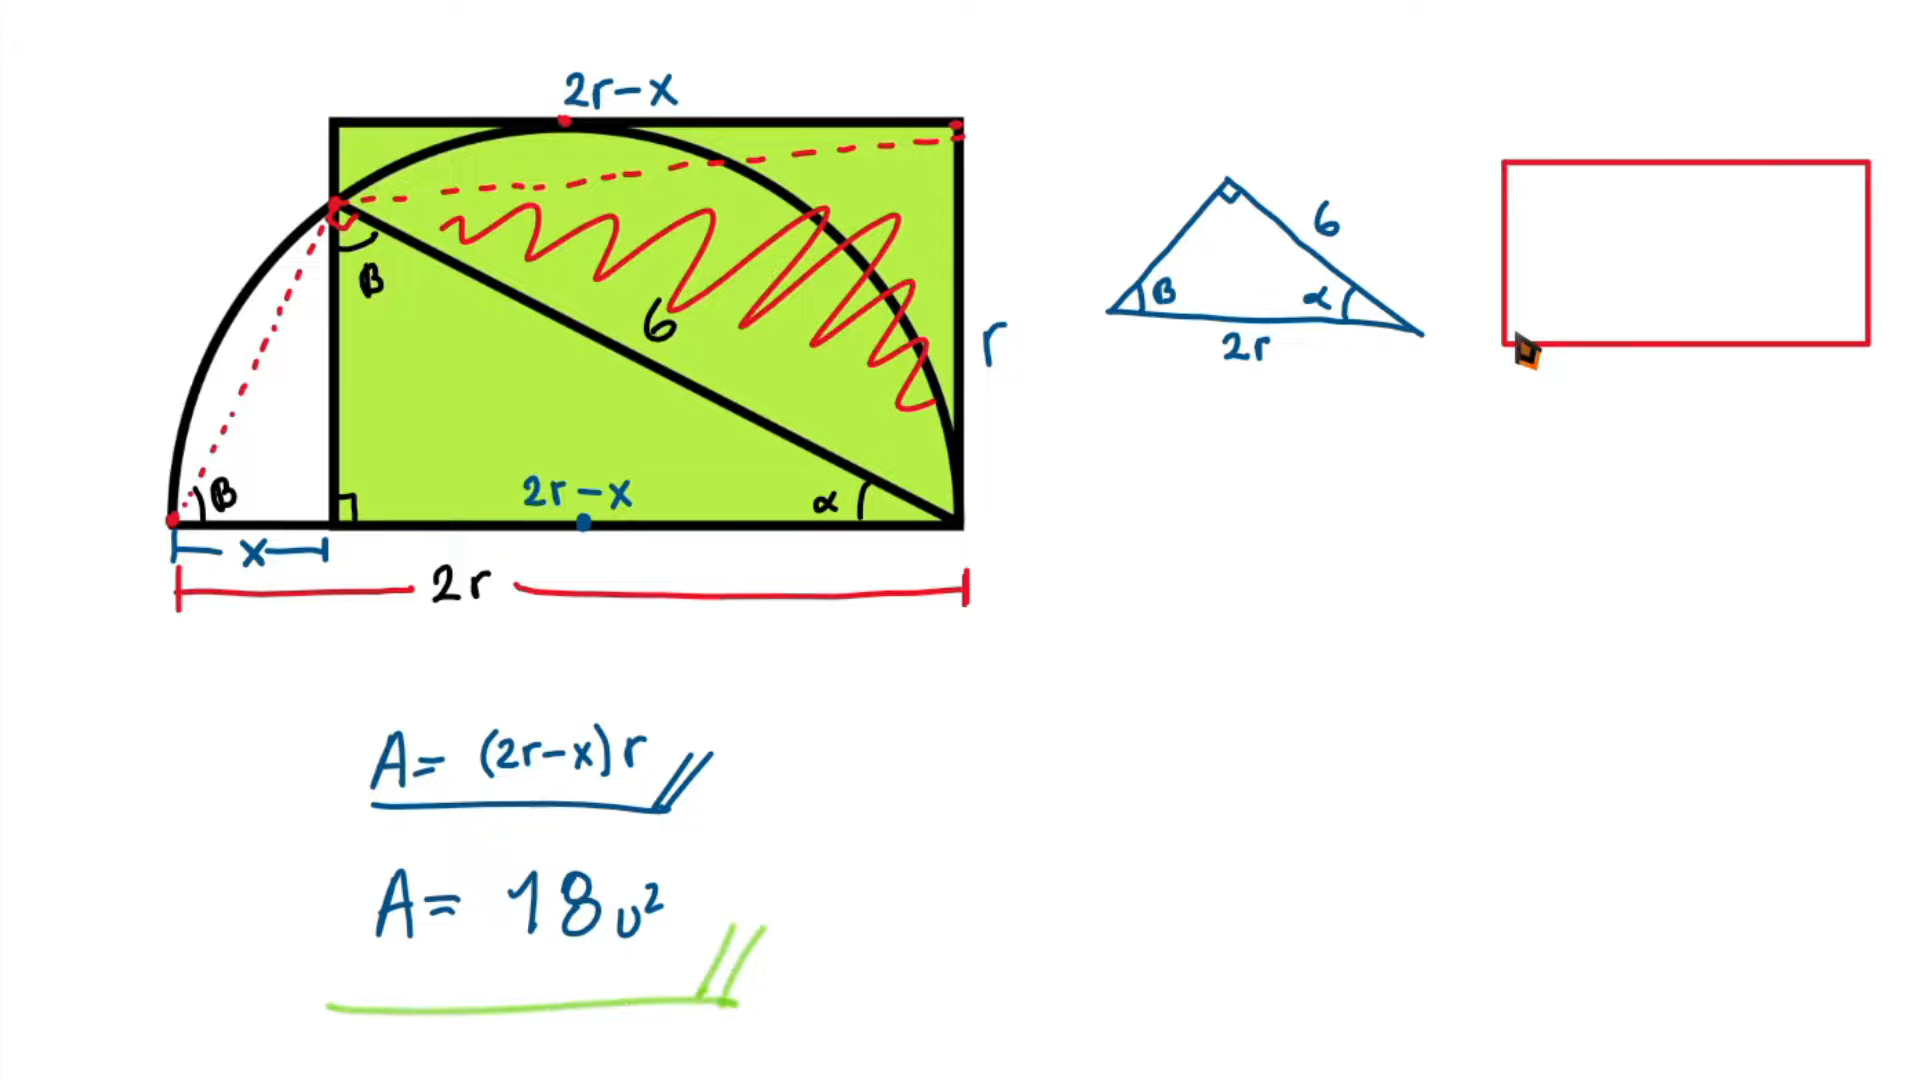 2r-x
B
6
r
B
2r-x
α
x
2r
6
B
α
2r
A= (2r-x)r
A= 18u²